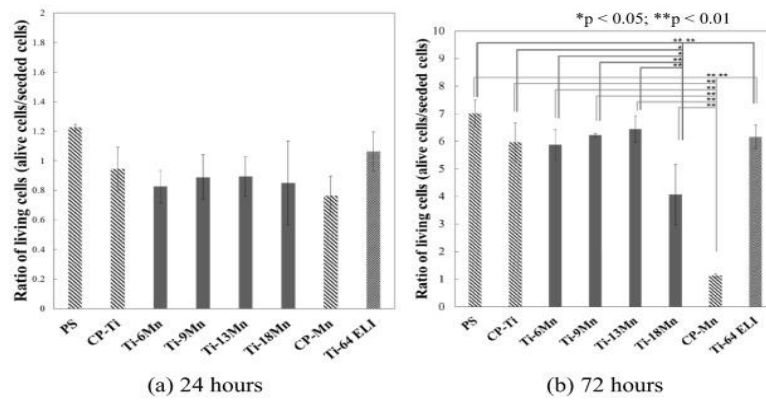 *p < 0.05; **p < 0.01
Ratio of living cells (alive cells/seeded cells)
2
1.8
1.6
1.4
1.2
1
0.8
0.6
0.4
0.2
0
PS
CP-Ti
Ti-6Mn
Ti-9Mn
Ti-13Mn
Ti-18Mn
CP-Mn
Ti-64 ELI
(a) 24 hours
Ratio of living cells (alive cells/seeded cells)
10
9
8
7
6
5
4
3
2
1
0
** **
*
*
**
**
** **
**
**
**
**
**
PS
CP-Ti
Ti-6Mn
Ti-9Mn
Ti-13Mn
Ti-18Mn
CP-Mn
Ti-64 ELI
(b) 72 hours